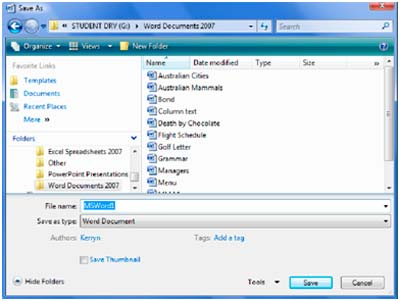 Save As
« STUDENT DRV (G:) ▸ Word Documents 2007
Search
Organize Views New Folder
Favorite Links
Templates
Documents
Recent Places
More »
Folders
Excel Spreadsheets 2007
Other
PowerPoint Presentations
Word Documents 2007
Name Date modified Type Size
Australian Cities
Australian Mammals
Bond
Column text
Death by Chocolate
Flight Schedule
Golf Letter
Grammar
Managers
Menu
File name: MSWord1
Save as type: Word Document
Authors: Kerryn Tags: Add a tag
Save Thumbnail
Hide Folders Tools Save Cancel